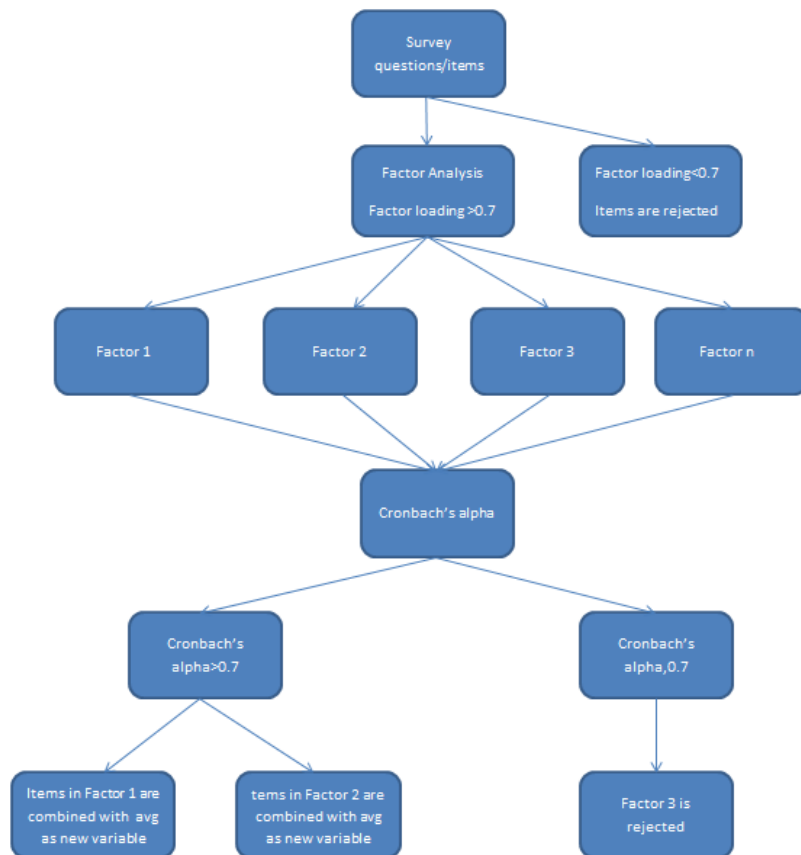 Survey
questions/items
Factor Analysis
Factor loading >0.7
Factor loading<0.7
Items are rejected
Factor 1
Factor 2
Factor 3
Factor n
Cronbach's alpha
Cronbach's
alpha>0.7
Cronbach's
alpha,0.7
Items in Factor 1 are
combined with avg
as new variable
tems in Factor 2 are
combined with avg
as new variable
Factor 3 is
rejected